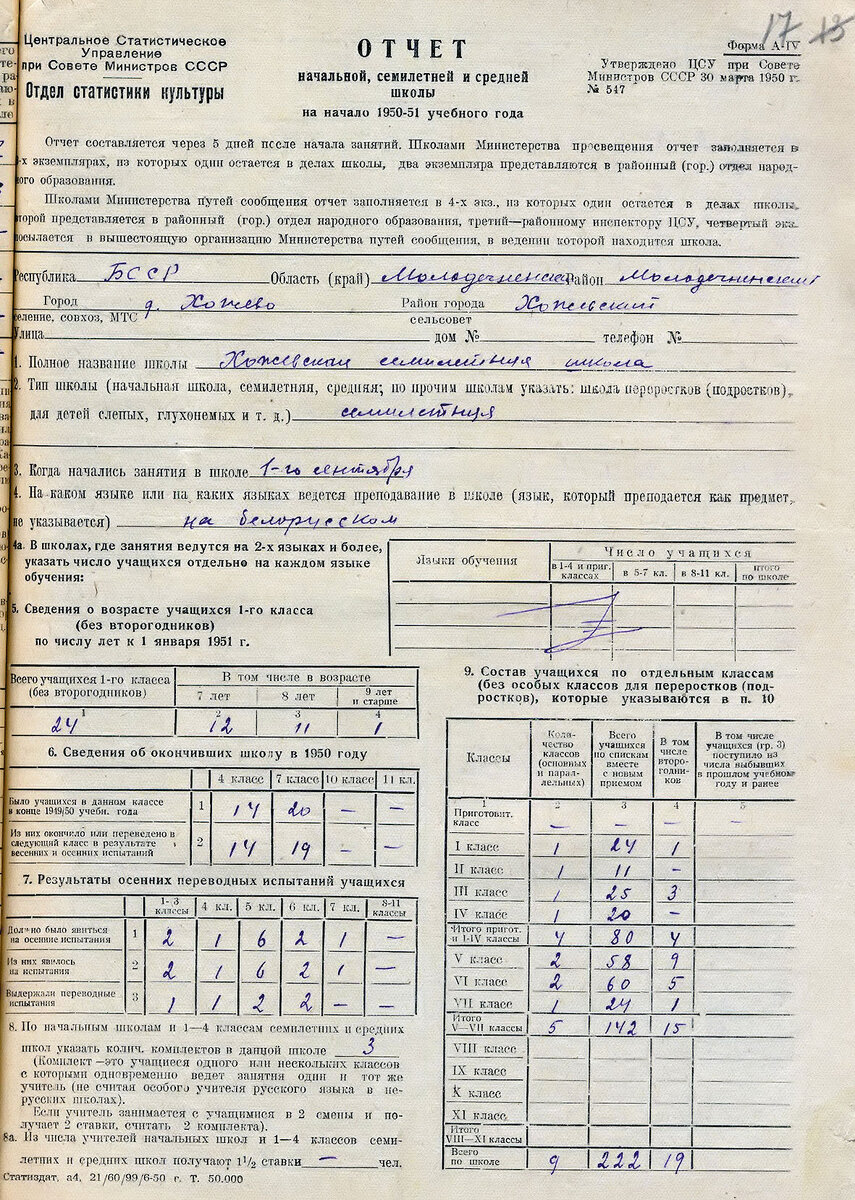 17 15
Центральное Статистическое
Управление
при Совете Министров СССР
Отдел статистики культуры
ОТЧЕТ
начальной, семилетней и средней
школы
на начало 1950-51 учебного года
Форма А-IV
Утверждено ЦСУ при Совете
Министров СССР 30 марта 1950 г.
№ 547
Отчет составляется через 5 дней после начала занятий. Школами Министерства просвещения отчет заполняется в
3-х экземплярах, из которых один остается в делах школы, два экземпляра представляются в районный (гор.) отдел народ-
ного образования.
Школами Министерства путей сообщения отчет заполняется в 4-х экз., из которых один остается в делах школы,
второй представляется в районный (гор.) отдел народного образования, третий—районному инспектору ЦСУ, четвертый экз.
посылается в вышестоящую организацию Министерства путей сообщения, в ведении которой находится школа.
Республика БССР Область (край) Молодечненская Район Молодечненский
Город д. Хожево Район города Хожевский
селение, совхоз, МТС сельсовет
Улица дом № телефон №
1. Полное название школы Хожевская семилетняя школа
2. Тип школы (начальная школа, семилетняя, средняя; по прочим школам указать: школа переростков (подростков),
для детей слепых, глухонемых и т. д.) семилетняя
3. Когда начались занятия в школе 1-го сентября
4. На каком языке или на каких языках ведется преподавание в школе (язык, который преподается как предмет,
не указывается) на белорусском
4а. В школах, где занятия ведутся на 2-х языках и более,
указать число учащихся отдельно на каждом языке
обучения:
Языки обучения
Число учащихся
в 1-4 и приг. классах в 5-7 кл. в 8-11 кл. итого по школе
5. Сведения о возрасте учащихся 1-го класса
(без второгодников)
по числу лет к 1 января 1951 г.
Всего учащихся 1-го класса (без второгодников) В том числе в возрасте
7 лет 8 лет 9 лет и старше
1 2 3 4
24 12 11 1
6. Сведения об окончивших школу в 1950 году
4 класс 7 класс 10 класс 11 кл.
Было учащихся в данном классе в конце 1949/50 учебн. года 1 14 20 — —
Из них окончило или переведено в следующий класс в результате весенних и осенних испытаний 2 14 19 — —
7. Результаты осенних переводных испытаний учащихся
1-3 классы 4 кл. 5 кл. 6 кл. 7 кл. 8-11 классы
Должно было явиться на осенние испытания 1 2 1 6 2 1 —
Из них явилось на испытания 2 2 1 6 2 1 —
Выдержали переводные испытания 3 1 1 2 2 — —
8. По начальным школам и 1—4 классам семилетних и средних
школ указать колич. комплектов в данной школе 3
(Комплект—это учащиеся одного или нескольких классов
с которыми одновременно ведет занятия один и тот же
учитель (не считая особого учителя русского языка в не-
русских школах).
Если учитель занимается с учащимися в 2 смены и по-
лучает 2 ставки, считать 2 комплекта).
8а. Из числа учителей начальных школ и 1—4 классов семи-
летних и средних школ получают 1½ ставки — чел.
Статиздат, а4, 21/60/99/6-50 г. Т. 50.000
9. Состав учащихся по отдельным классам
(без особых классов для переростков (под-
ростков), которые указываются в п. 10
Классы Количество классов (основных и параллельных) Всего учащихся по спискам вместе с новым приемом В том числе второгодников В том числе учащихся (гр. 3) поступило из числа выбывших в прошлом учебном году и ранее
1 2 3 4 5
Приготовит. класс — — — —
I класс 1 24 1
II класс 1 11 -
III класс 1 25 3
IV класс 1 20 -
Итого пригот. и I-IV классы 4 80 4
V класс 2 58 9
VI класс 2 60 5
VII класс 1 24 1
Итого V—VII классы 5 142 15
VIII класс
IX класс
X класс
XI класс
Итого VIII—XI классы
Всего по школе 9 222 19